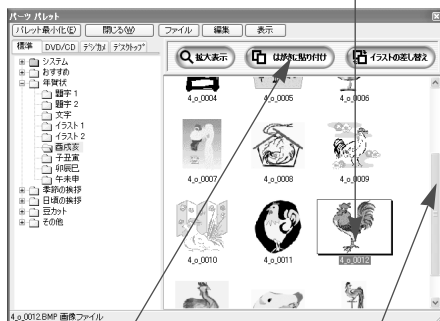 パーツ パレット
パレット最小化(E) 閉じる(W) ファイル 編集 表示
標準 DVD/CD デジカメ デスクトップ
拡大表示 はがきに貼り付け イラストの差し替え
システム
おすすめ
年賀状
題字1
題字2
文字
イラスト1
イラスト2
酉戌亥
子丑寅
卯辰巳
午未申
季節の挨拶
日頃の挨拶
豆カット
その他
4_o_0004 4_o_0005 4_o_0006
4_o_0007 4_o_0008 4_o_0009
4_o_0010 4_o_0011 4_o_0012
4_o_0012.BMP 画像ファイル